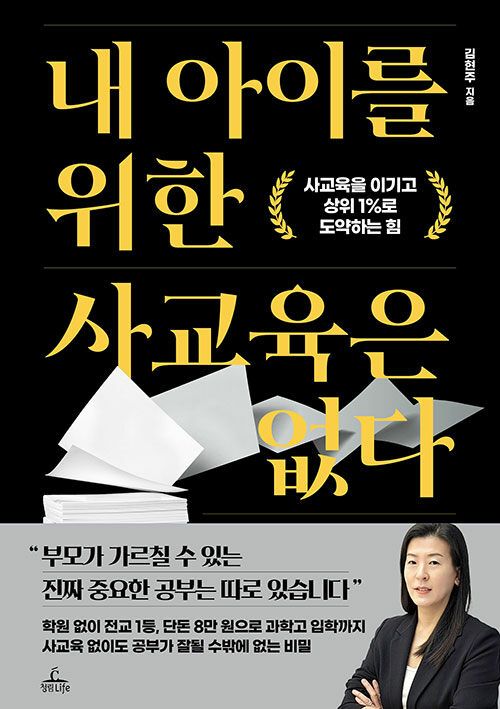 내 아이를
위한
사교육은
없다
김현주 지음
사교육을 이기고
상위 1%로
도약하는 힘
“부모가 가르칠 수 있는
진짜 중요한 공부는 따로 있습니다”
학원 없이 전교 1등, 단돈 8만 원으로 과학고 입학까지
사교육 없이도 공부가 잘될 수밖에 없는 비밀
청림Life